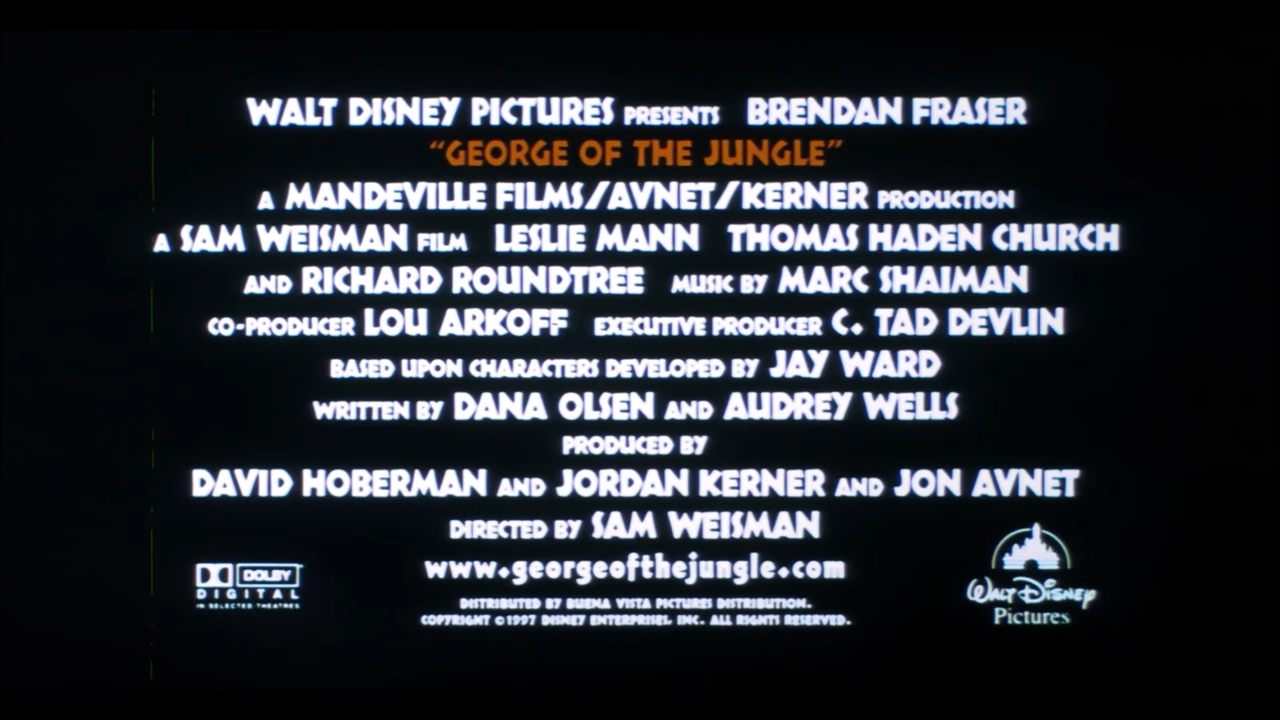 WALT DISNEY PICTURES PRESENTS BRENDAN FRASER
"GEORGE OF THE JUNGLE"
A MANDEVILLE FILMS/AVNET/KERNER PRODUCTION
A SAM WEISMAN FILM LESLIE MANN THOMAS HADEN CHURCH
AND RICHARD ROUNDTREE MUSIC BY MARC SHAIMAN
CO-PRODUCER LOU ARKOFF EXECUTIVE PRODUCER C. TAD DEVLIN
BASED UPON CHARACTERS DEVELOPED BY JAY WARD
WRITTEN BY DANA OLSEN AND AUDREY WELLS
PRODUCED BY
DAVID HOBERMAN AND JORDAN KERNER AND JON AVNET
DIRECTED BY SAM WEISMAN
www.georgeofthejungle.com
DOLBY
DIGITAL
IN SELECTED THEATRES
DISTRIBUTED BY BUENA VISTA PICTURES DISTRIBUTION.
COPYRIGHT ©1997 DISNEY ENTERPRISES, INC. ALL RIGHTS RESERVED.
WALT DISNEY
Pictures